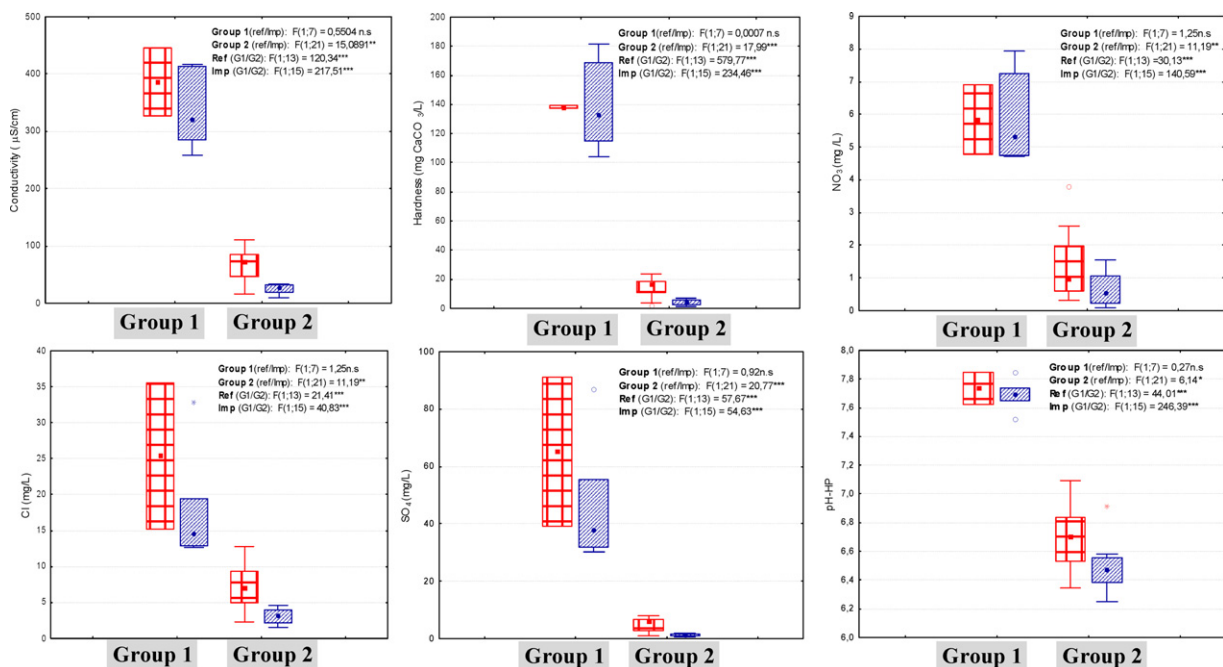 500
400
300
200
100
0
Conductivity ( µS/cm)
Group 1(ref/Imp): F(1;7) = 0,5504 n.s
Group 2 (ref/Imp): F(1;21) = 15,0891**
Ref (G1/G2): F(1;13) = 120,34***
Imp (G1/G2): F(1;15) = 217,51***
Group 1
Group 2
200
180
160
140
120
100
80
60
40
20
0
Hardness (mg CaCO 3/L)
Group 1(ref/Imp): F(1;7) = 0,0007 n.s
Group 2 (ref/Imp): F(1;21) = 17,99***
Ref (G1/G2): F(1;13) = 579,77***
Imp (G1/G2): F(1;15) = 234,46***
Group 1
Group 2
9
8
7
6
5
4
3
2
1
0
NO3 (mg /L)
Group 1(ref/Imp): F(1;7) = 1,25n.s
Group 2 (ref/Imp): F(1;21) = 11,19**
Ref (G1/G2): F(1;13) =30,13***
Imp (G1/G2): F(1;15) = 140,59***
Group 1
Group 2
40
35
30
25
20
15
10
5
0
Cl (mg/L)
Group 1(ref/Imp): F(1;7) = 1,25n.s
Group 2 (ref/Imp): F(1;21) = 11,19**
Ref (G1/G2): F(1;13) = 21,41***
Imp (G1/G2): F(1;15) = 40,83***
Group 1
Group 2
100
80
60
40
20
0
SO4 (mg/L)
Group 1(ref/Imp): F(1;7) = 0,92n.s
Group 2 (ref/Imp): F(1;21) = 20,77***
Ref (G1/G2): F(1;13) = 57,67***
Imp (G1/G2): F(1;15) = 54,63***
Group 1
Group 2
8,0
7,8
7,6
7,4
7,2
7,0
6,8
6,6
6,4
6,2
6,0
pH-HP
Group 1(ref/Imp): F(1;7) = 0,27n.s
Group 2 (ref/Imp): F(1;21) = 6,14*
Ref (G1/G2): F(1;13) = 44,01***
Imp (G1/G2): F(1;15) = 246,39***
Group 1
Group 2